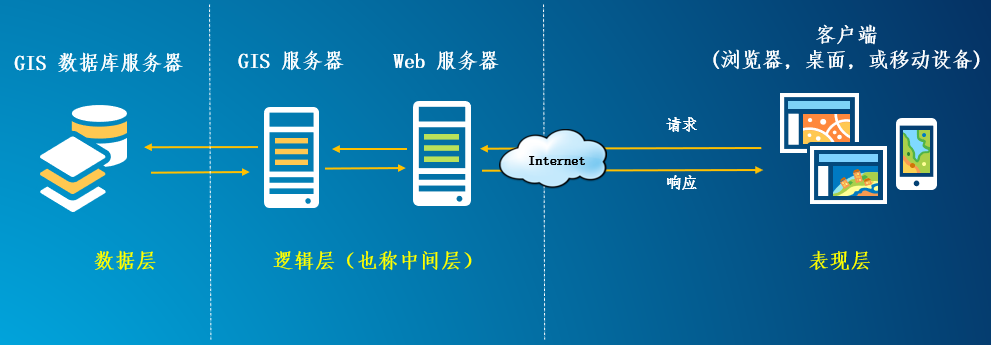 GIS 数据库服务器
GIS 服务器
Web 服务器
客户端
(浏览器，桌面，或移动设备)
请求
Internet
响应
数据层
逻辑层（也称中间层）
表现层